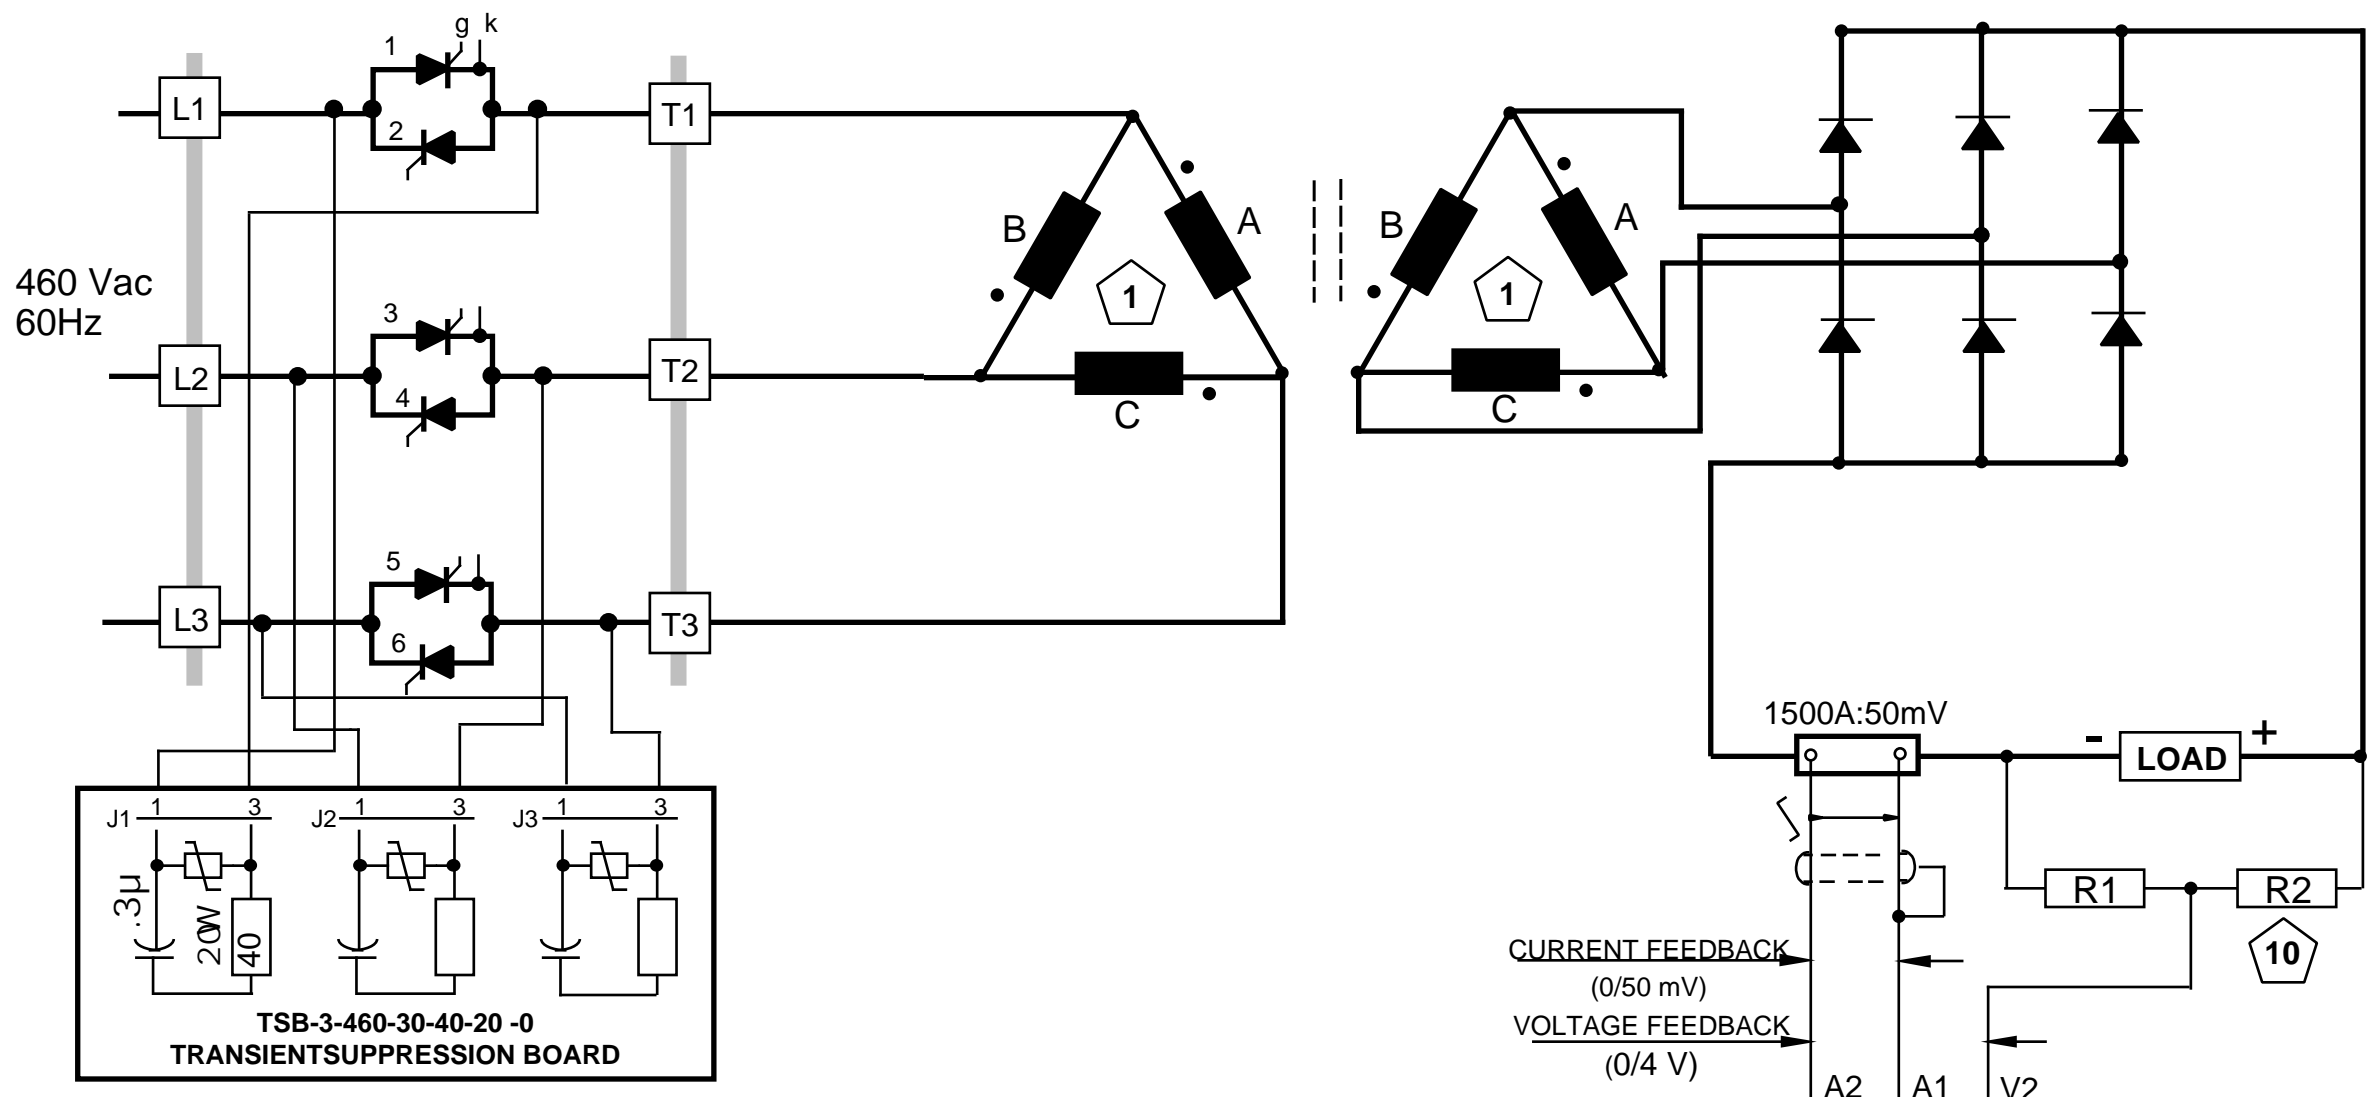 g k
1
2
L1
T1
B
A
1
C
B
A
1
C
460 Vac
60Hz
3
4
L2
T2
5
6
L3
T3
1500A:50mV
- LOAD +
J1 1 3
J2 1 3
J3 1 3
.3µ
20W
40
R1
R2
10
CURRENT FEEDBACK
(0/50 mV)
VOLTAGE FEEDBACK
(0/4 V)
A2
A1
V2
TSB-3-460-30-40-20 -0
TRANSIENTSUPPRESSION BOARD